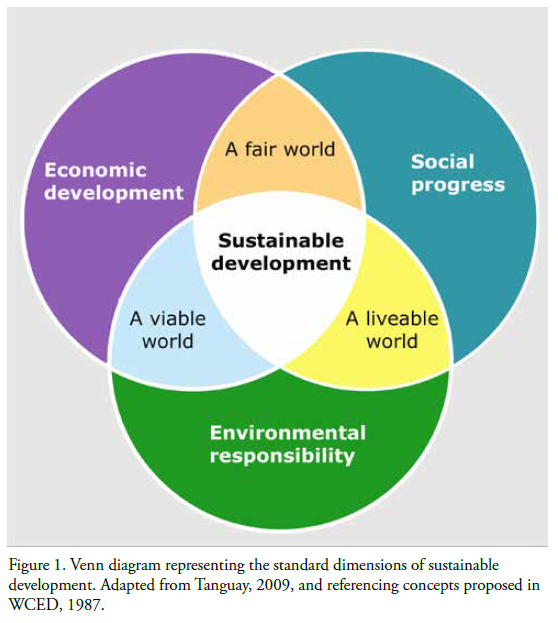 A fair world
Economic
development
Social
progress
Sustainable
development
A viable
world
A liveable
world
Environmental
responsibility
Figure 1. Venn diagram representing the standard dimensions of sustainable
development. Adapted from Tanguay, 2009, and referencing concepts proposed in
WCED, 1987.